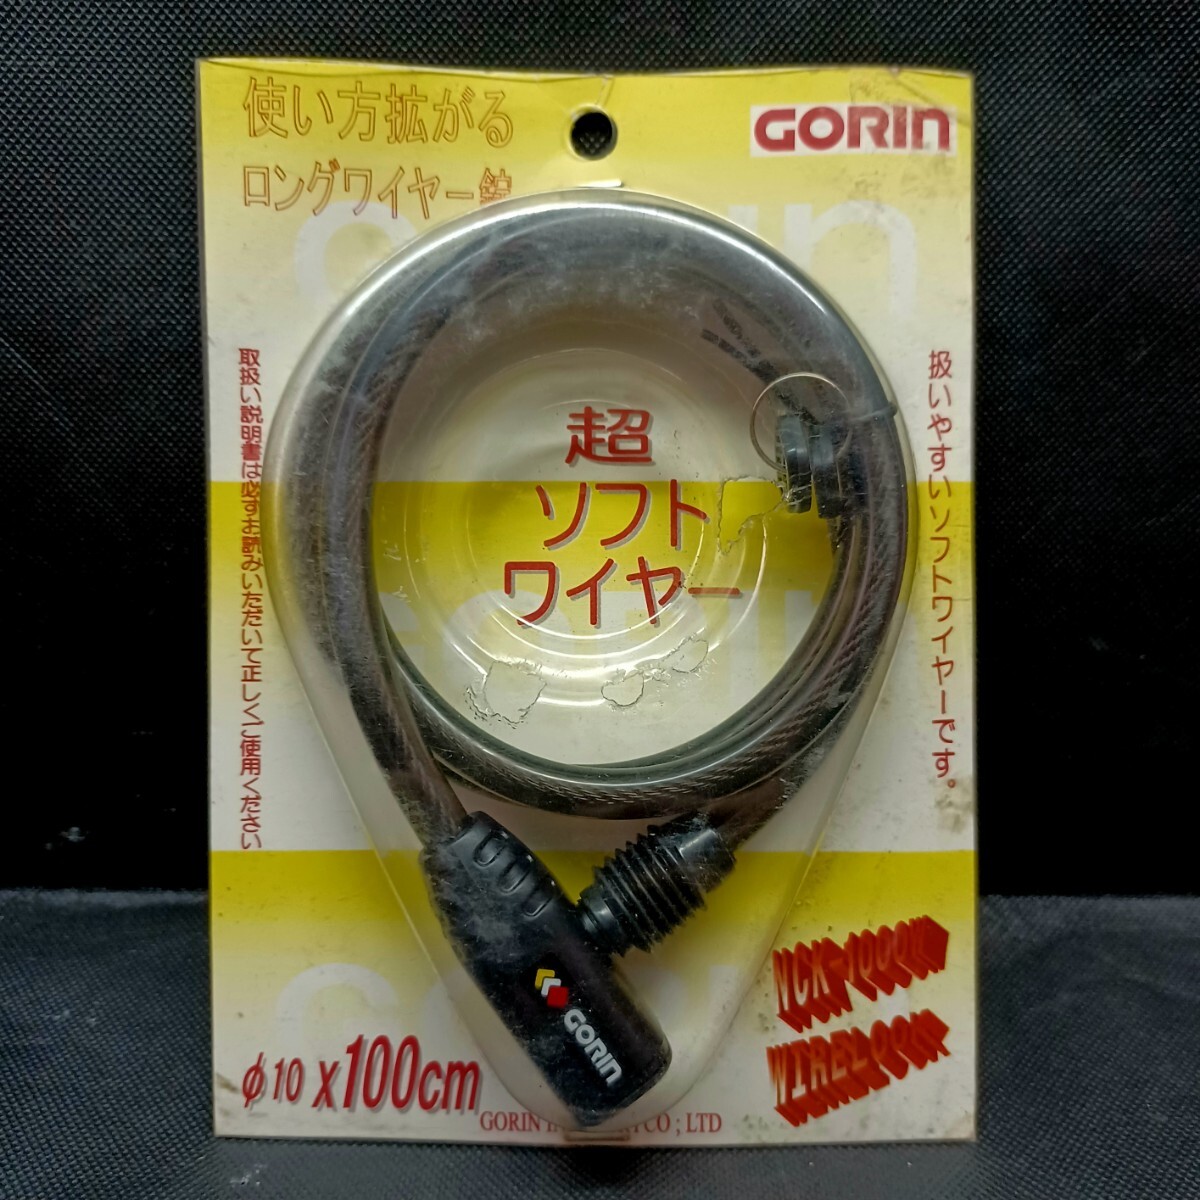 使い方拡がる
ロングワイヤー錠
GORIN
取扱い説明書は必ずお読みいただいて正しくご使用ください
超
ソフト
ワイヤー
扱いやすいソフトワイヤーです。
GORIN
φ10 x100cm
WIRELOOK
GORIN CO ; LTD